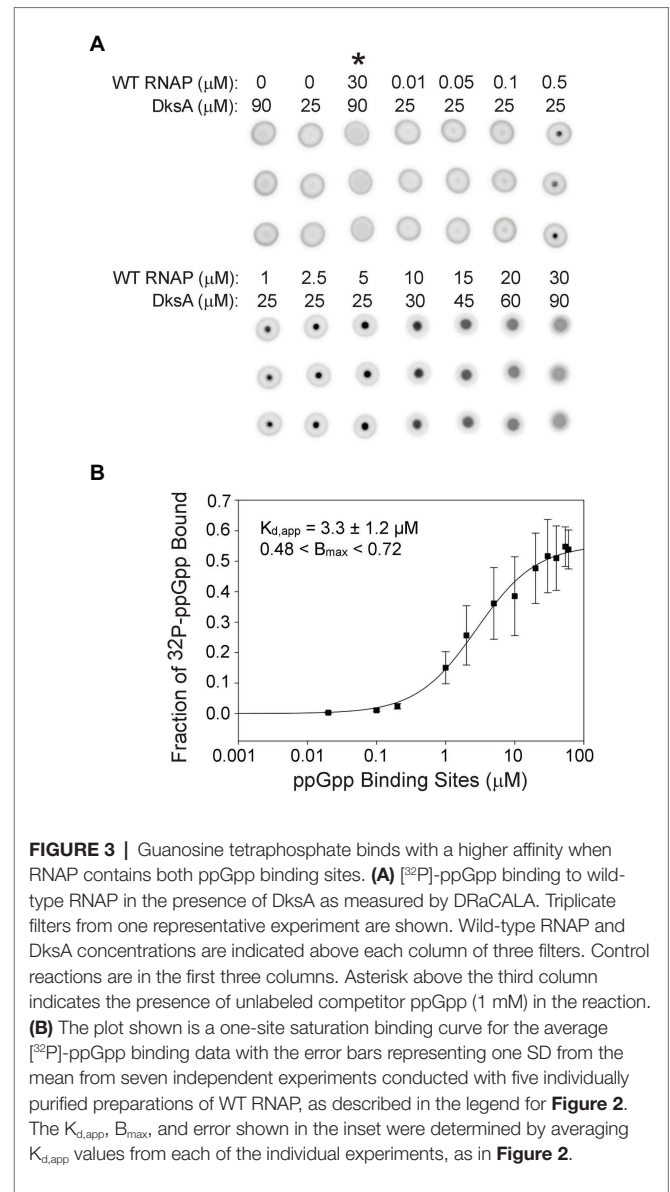 A
*
WT RNAP (μM): 0 0 30 0.01 0.05 0.1 0.5
DksA (μM): 90 25 90 25 25 25 25
WT RNAP (μM): 1 2.5 5 10 15 20 30
DksA (μM): 25 25 25 30 45 60 90
B
Fraction of ³²P-ppGpp Bound
0.7
0.6
0.5
0.4
0.3
0.2
0.1
0.0
Kd,app = 3.3 ± 1.2 μM
0.48 < Bmax < 0.72
0.001 0.01 0.1 1 10 100
ppGpp Binding Sites (μM)
FIGURE 3 | Guanosine tetraphosphate binds with a higher affinity when
RNAP contains both ppGpp binding sites. (A) [³²P]-ppGpp binding to wild-
type RNAP in the presence of DksA as measured by DRaCALA. Triplicate
filters from one representative experiment are shown. Wild-type RNAP and
DksA concentrations are indicated above each column of three filters. Control
reactions are in the first three columns. Asterisk above the third column
indicates the presence of unlabeled competitor ppGpp (1 mM) in the reaction.
(B) The plot shown is a one-site saturation binding curve for the average
[³²P]-ppGpp binding data with the error bars representing one SD from the
mean from seven independent experiments conducted with five individually
purified preparations of WT RNAP, as described in the legend for Figure 2.
The Kd,app, Bmax, and error shown in the inset were determined by averaging
Kd,app values from each of the individual experiments, as in Figure 2.